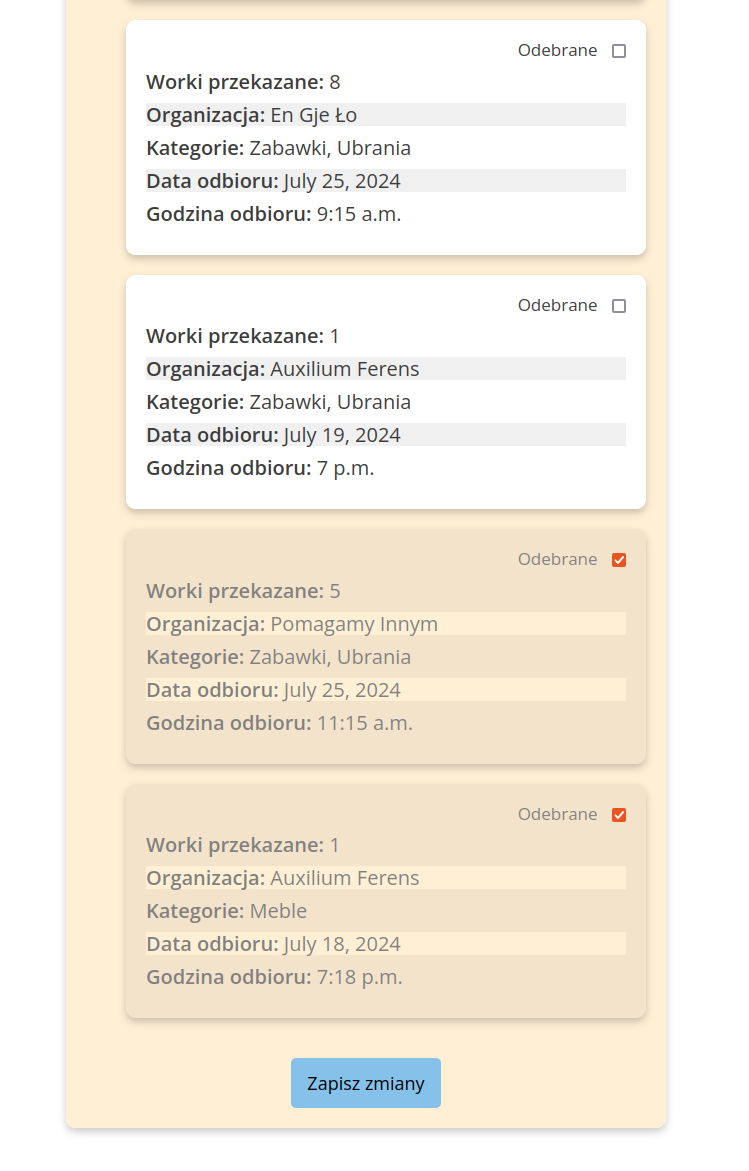 Odebrane
Worki przekazane: 8
Organizacja: En Gje Ło
Kategorie: Zabawki, Ubrania
Data odbioru: July 25, 2024
Godzina odbioru: 9:15 a.m.
Odebrane
Worki przekazane: 1
Organizacja: Auxilium Ferens
Kategorie: Zabawki, Ubrania
Data odbioru: July 19, 2024
Godzina odbioru: 7 p.m.
Odebrane
Worki przekazane: 5
Organizacja: Pomagamy Innym
Kategorie: Zabawki, Ubrania
Data odbioru: July 25, 2024
Godzina odbioru: 11:15 a.m.
Odebrane
Worki przekazane: 1
Organizacja: Auxilium Ferens
Kategorie: Meble
Data odbioru: July 18, 2024
Godzina odbioru: 7:18 p.m.
Zapisz zmiany